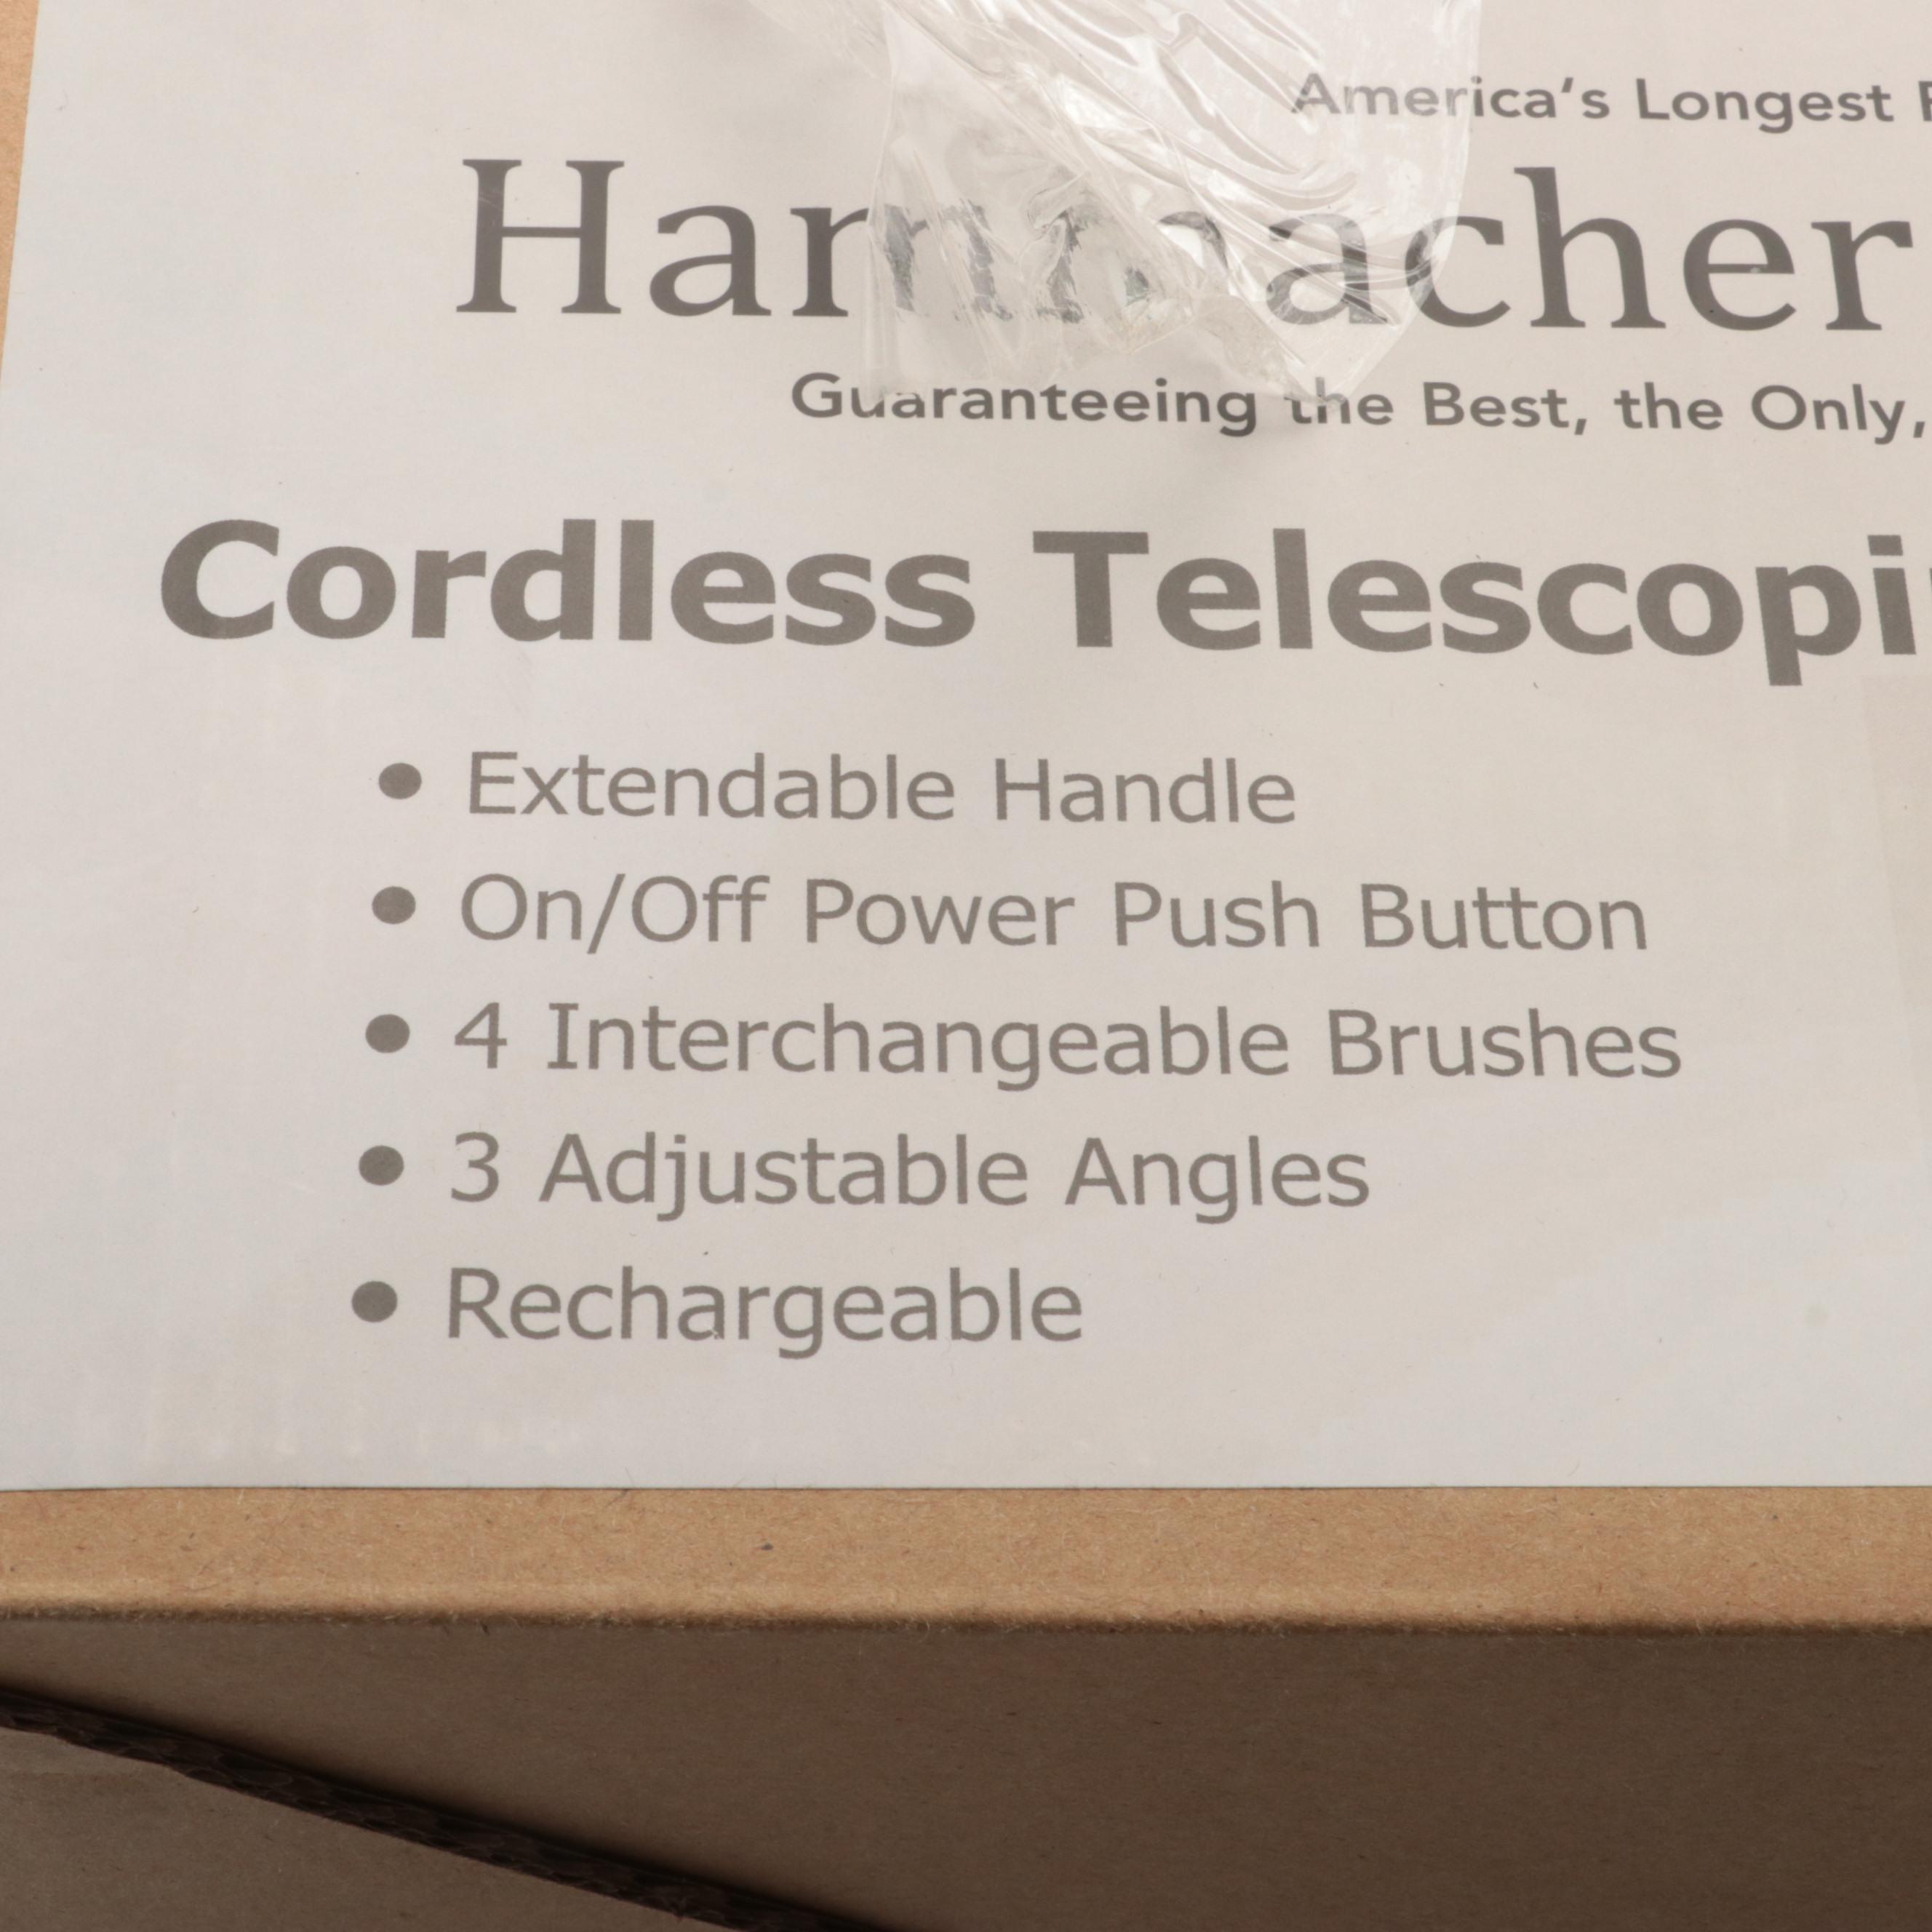 America's Longest
Hammacher
Guaranteeing the Best, the Only,
Cordless Telescopi
• Extendable Handle
• On/Off Power Push Button
• 4 Interchangeable Brushes
• 3 Adjustable Angles
• Rechargeable